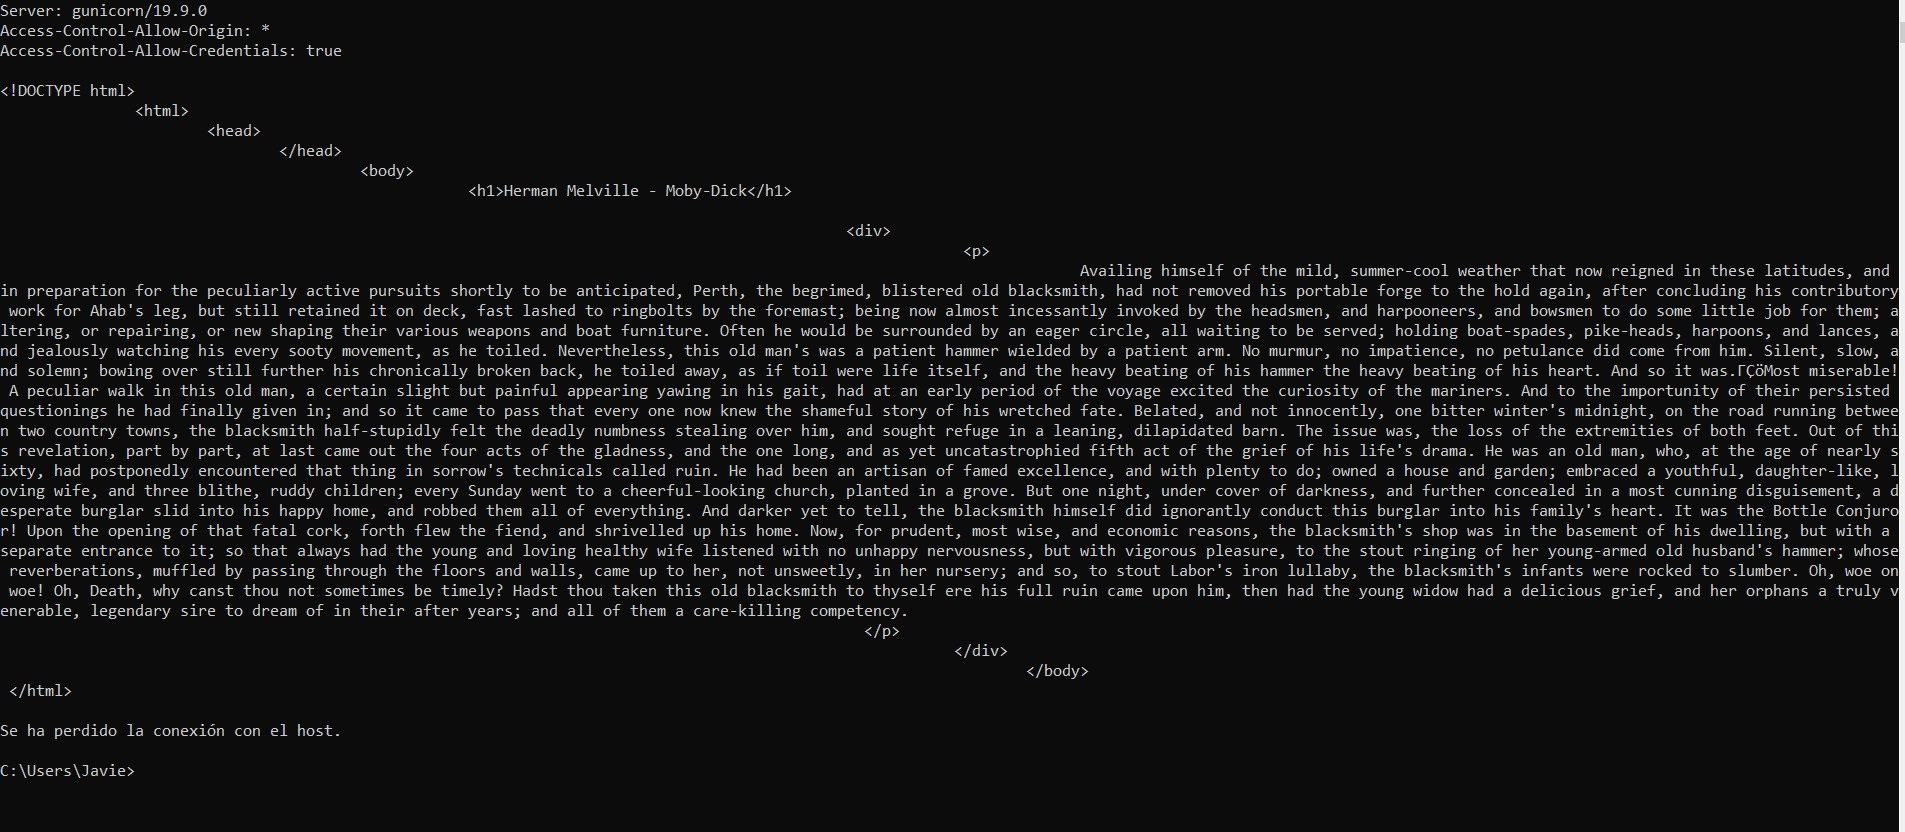 Server: gunicorn/19.9.0
Access-Control-Allow-Origin: *
Access-Control-Allow-Credentials: true
<!DOCTYPE html>
<html>
<head>
</head>
<body>
<h1>Herman Melville - Moby-Dick</h1>
<div>
<p>
Availing himself of the mild, summer-cool weather that now reigned in these latitudes, and
in preparation for the peculiarly active pursuits shortly to be anticipated, Perth, the begrimed, blistered old blacksmith, had not removed his portable forge to the hold again, after concluding his contributory
work for Ahab's leg, but still retained it on deck, fast lashed to ringbolts by the foremast; being now almost incessantly invoked by the headsmen, and harpooneers, and bowsmen to do some little job for them; a
ltering, or repairing, or new shaping their various weapons and boat furniture. Often he would be surrounded by an eager circle, all waiting to be served; holding boat-spades, pike-heads, harpoons, and lances, a
nd jealously watching his every sooty movement, as he toiled. Nevertheless, this old man's was a patient hammer wielded by a patient arm. No murmur, no impatience, no petulance did come from him. Silent, slow, a
nd solemn; bowing over still further his chronically broken back, he toiled away, as if toil were life itself, and the heavy beating of his hammer the heavy beating of his heart. And so it was.ΓÇöMost miserable!
A peculiar walk in this old man, a certain slight but painful appearing yawing in his gait, had at an early period of the voyage excited the curiosity of the mariners. And to the importunity of their persisted
questionings he had finally given in; and so it came to pass that every one now knew the shameful story of his wretched fate. Belated, and not innocently, one bitter winter's midnight, on the road running betwee
n two country towns, the blacksmith half-stupidly felt the deadly numbness stealing over him, and sought refuge in a leaning, dilapidated barn. The issue was, the loss of the extremities of both feet. Out of thi
s revelation, part by part, at last came out the four acts of the gladness, and the one long, and as yet uncatastrophied fifth act of the grief of his life's drama. He was an old man, who, at the age of nearly s
ixty, had postponedly encountered that thing in sorrow's technicals called ruin. He had been an artisan of famed excellence, and with plenty to do; owned a house and garden; embraced a youthful, daughter-like, l
oving wife, and three blithe, ruddy children; every Sunday went to a cheerful-looking church, planted in a grove. But one night, under cover of darkness, and further concealed in a most cunning disguisement, a d
esperate burglar slid into his happy home, and robbed them all of everything. And darker yet to tell, the blacksmith himself did ignorantly conduct this burglar into his family's heart. It was the Bottle Conjuro
r! Upon the opening of that fatal cork, forth flew the fiend, and shrivelled up his home. Now, for prudent, most wise, and economic reasons, the blacksmith's shop was in the basement of his dwelling, but with a
separate entrance to it; so that always had the young and loving healthy wife listened with no unhappy nervousness, but with vigorous pleasure, to the stout ringing of her young-armed old husband's hammer; whose
reverberations, muffled by passing through the floors and walls, came up to her, not unsweetly, in her nursery; and so, to stout Labor's iron lullaby, the blacksmith's infants were rocked to slumber. Oh, woe on
woe! Oh, Death, why canst thou not sometimes be timely? Hadst thou taken this old blacksmith to thyself ere his full ruin came upon him, then had the young widow had a delicious grief, and her orphans a truly v
enerable, legendary sire to dream of in their after years; and all of them a care-killing competency.
</p>
</div>
</body>
</html>
Se ha perdido la conexión con el host.
C:\Users\Javie>